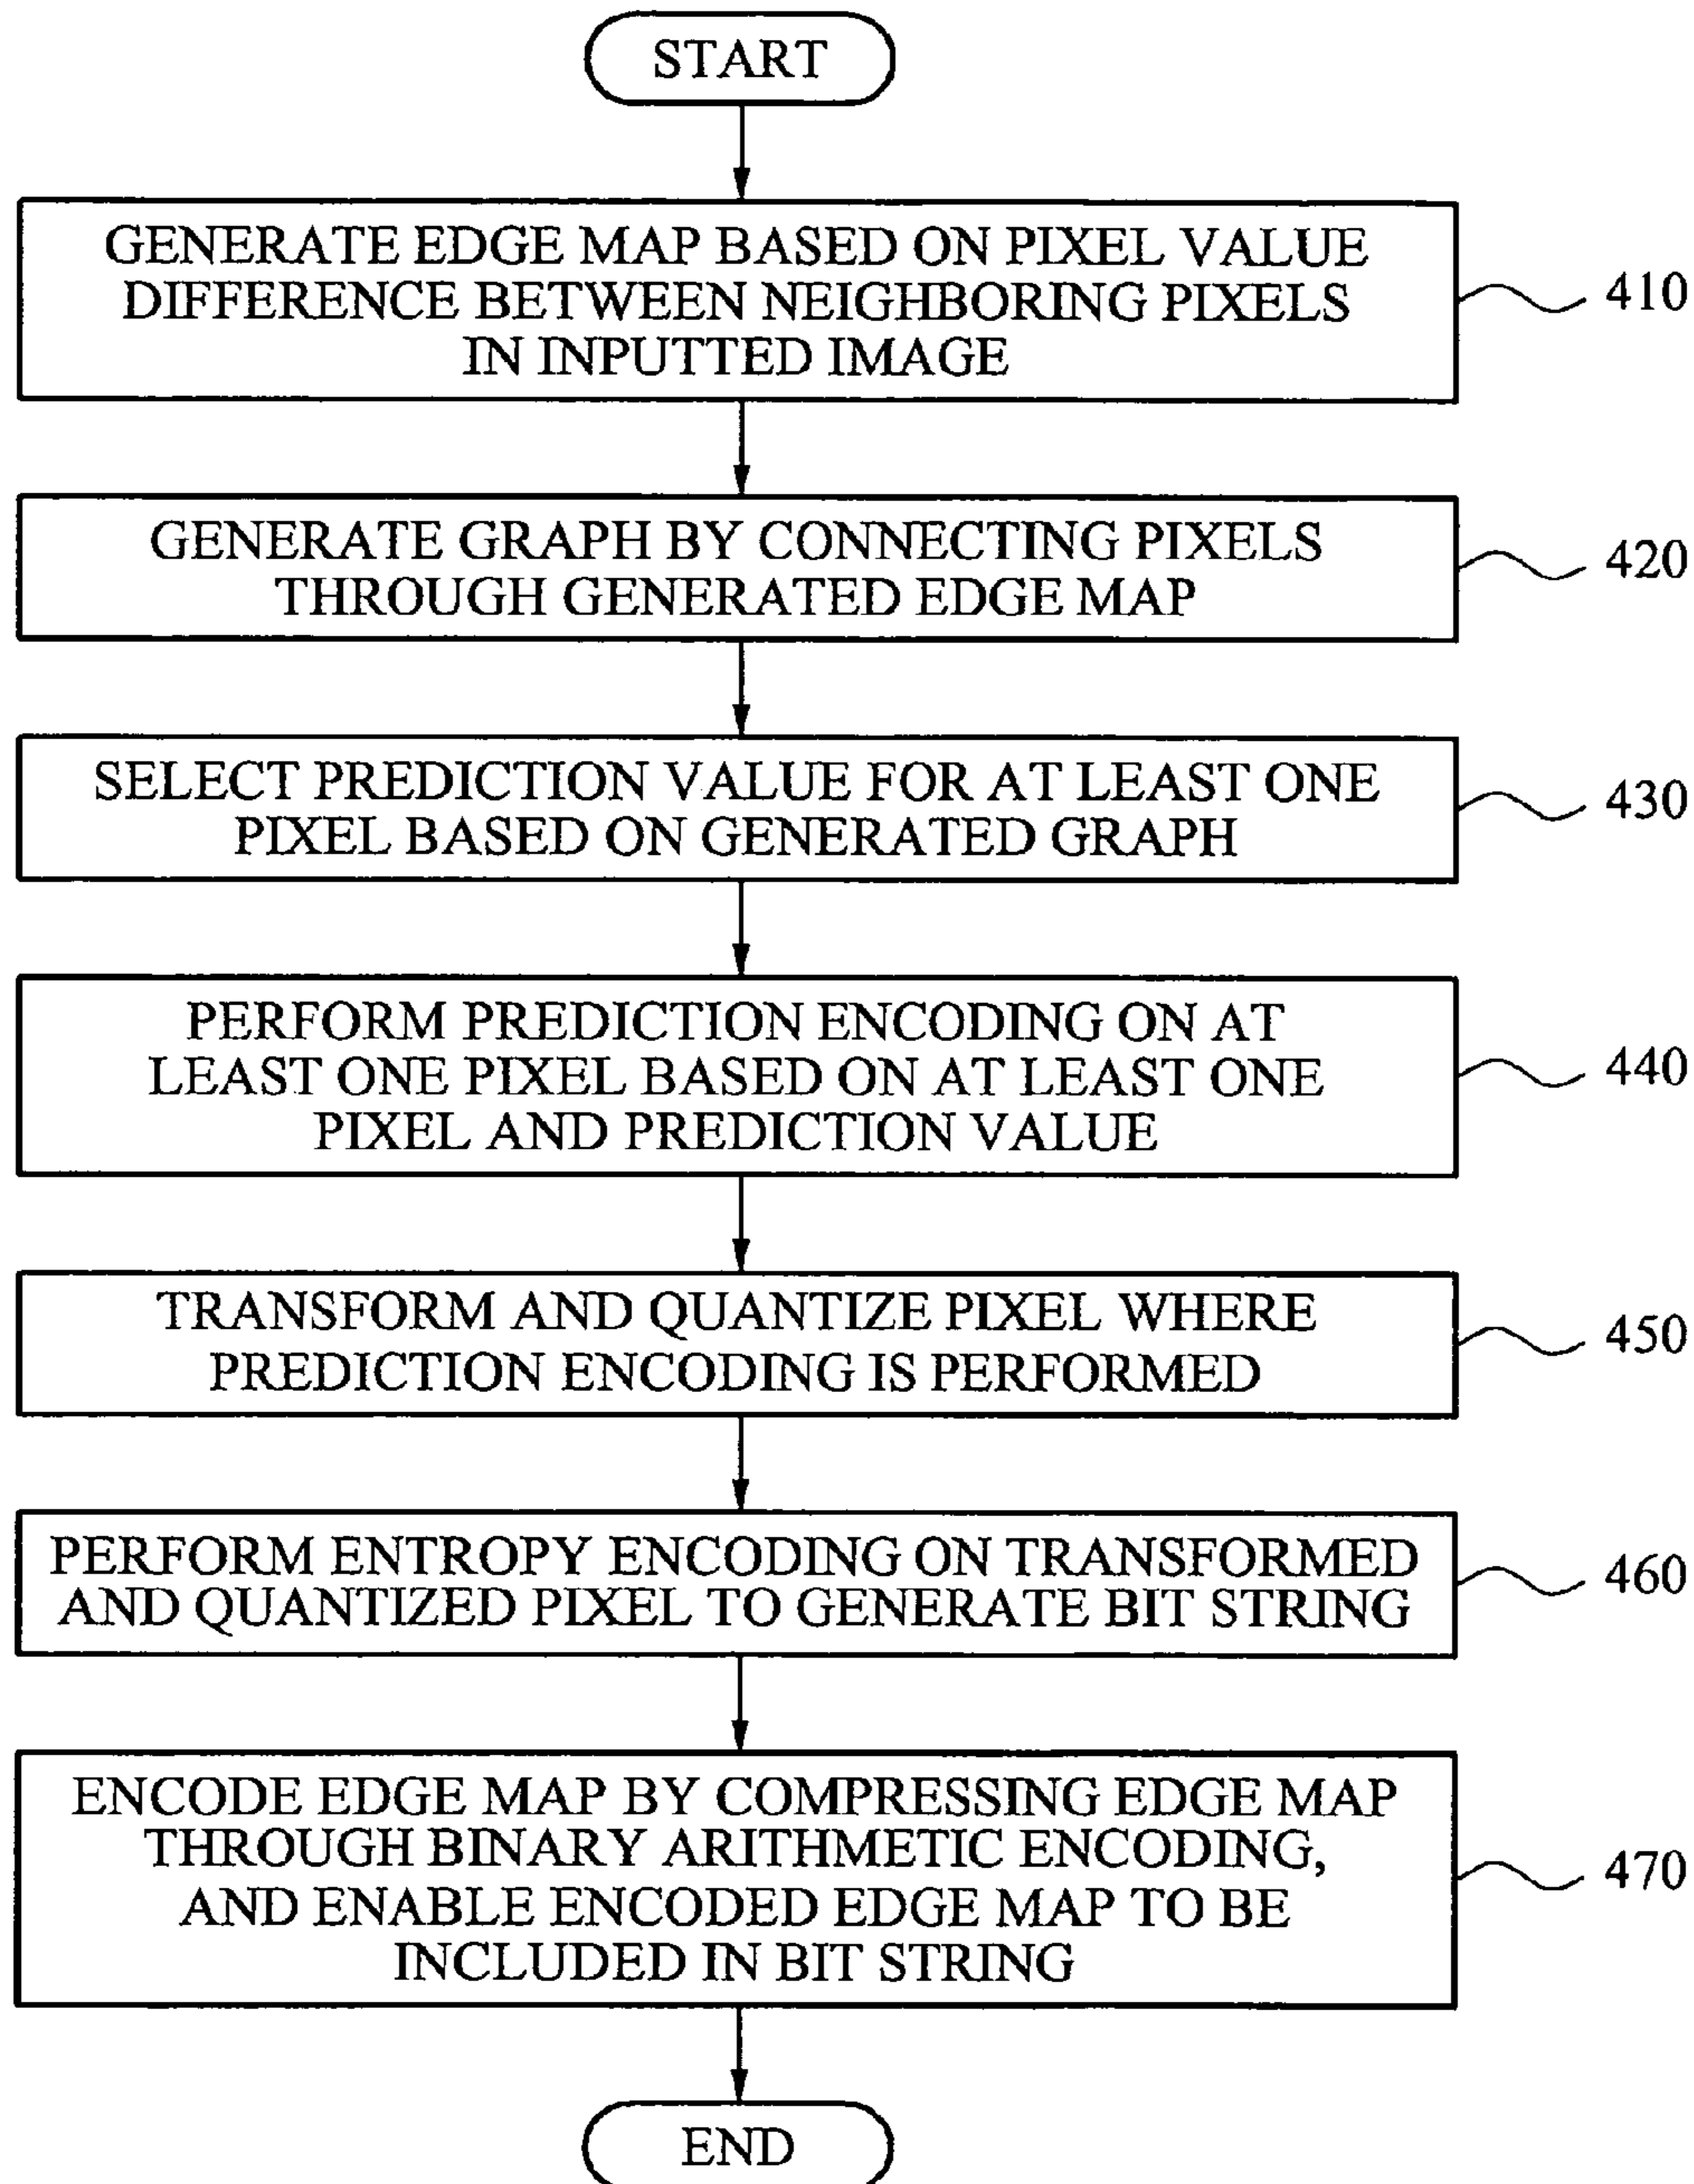 START
GENERATE EDGE MAP BASED ON PIXEL VALUE
DIFFERENCE BETWEEN NEIGHBORING PIXELS
IN INPUTTED IMAGE
410
GENERATE GRAPH BY CONNECTING PIXELS
THROUGH GENERATED EDGE MAP
420
SELECT PREDICTION VALUE FOR AT LEAST ONE
PIXEL BASED ON GENERATED GRAPH
430
PERFORM PREDICTION ENCODING ON AT
LEAST ONE PIXEL BASED ON AT LEAST ONE
PIXEL AND PREDICTION VALUE
440
TRANSFORM AND QUANTIZE PIXEL WHERE
PREDICTION ENCODING IS PERFORMED
450
PERFORM ENTROPY ENCODING ON TRANSFORMED
AND QUANTIZED PIXEL TO GENERATE BIT STRING
460
ENCODE EDGE MAP BY COMPRESSING EDGE MAP
THROUGH BINARY ARITHMETIC ENCODING,
AND ENABLE ENCODED EDGE MAP TO BE
INCLUDED IN BIT STRING
470
END